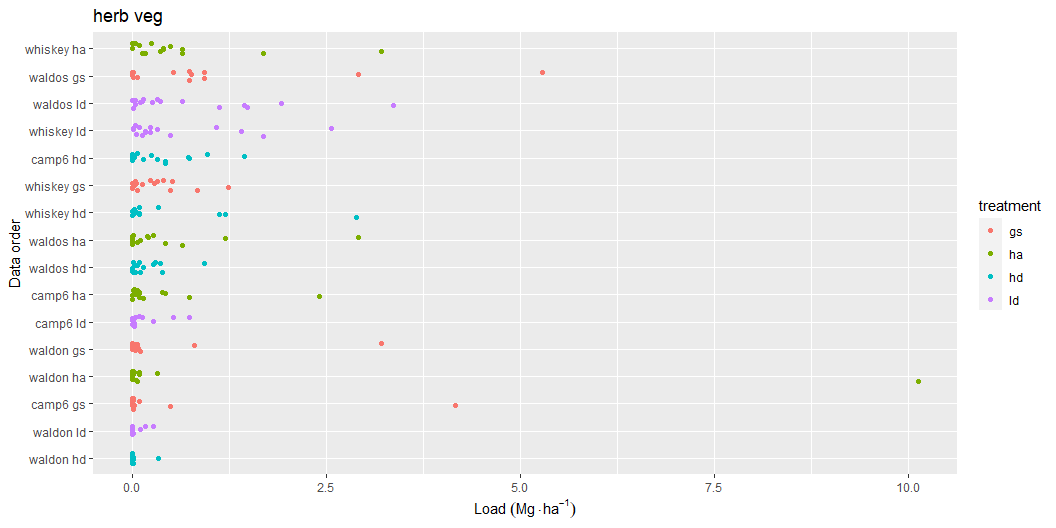 herb veg
Data order
whiskey ha
waldos gs
waldos ld
whiskey ld
camp6 hd
whiskey gs
whiskey hd
waldos ha
waldos hd
camp6 ha
camp6 ld
waldon gs
waldon ha
camp6 gs
waldon ld
waldon hd
0.0 2.5 5.0 7.5 10.0
Load (Mg·ha⁻¹)
treatment
gs
ha
hd
ld